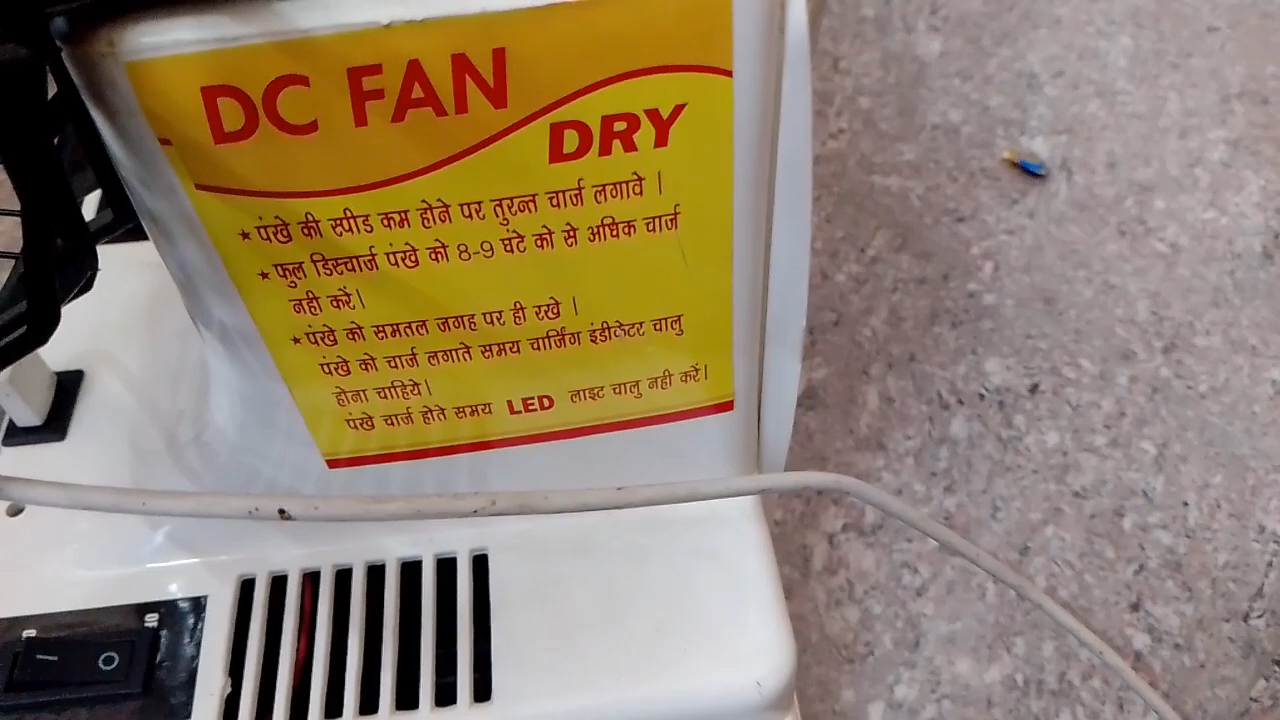 DC FAN
DRY
★ पंखे की स्पीड कम होने पर तुरन्त चार्ज लगावे |
★ फुल डिस्चार्ज पंखे को 8-9 घंटे को से अधिक चार्ज
नही करें|
★ पंखे को समतल जगह पर ही रखे |
पंखे को चार्ज लगाते समय चार्जिंग इंडीकेटर चालु
होना चाहिये|
पंखे चार्ज होते समय LED लाइट चालु नही करें|